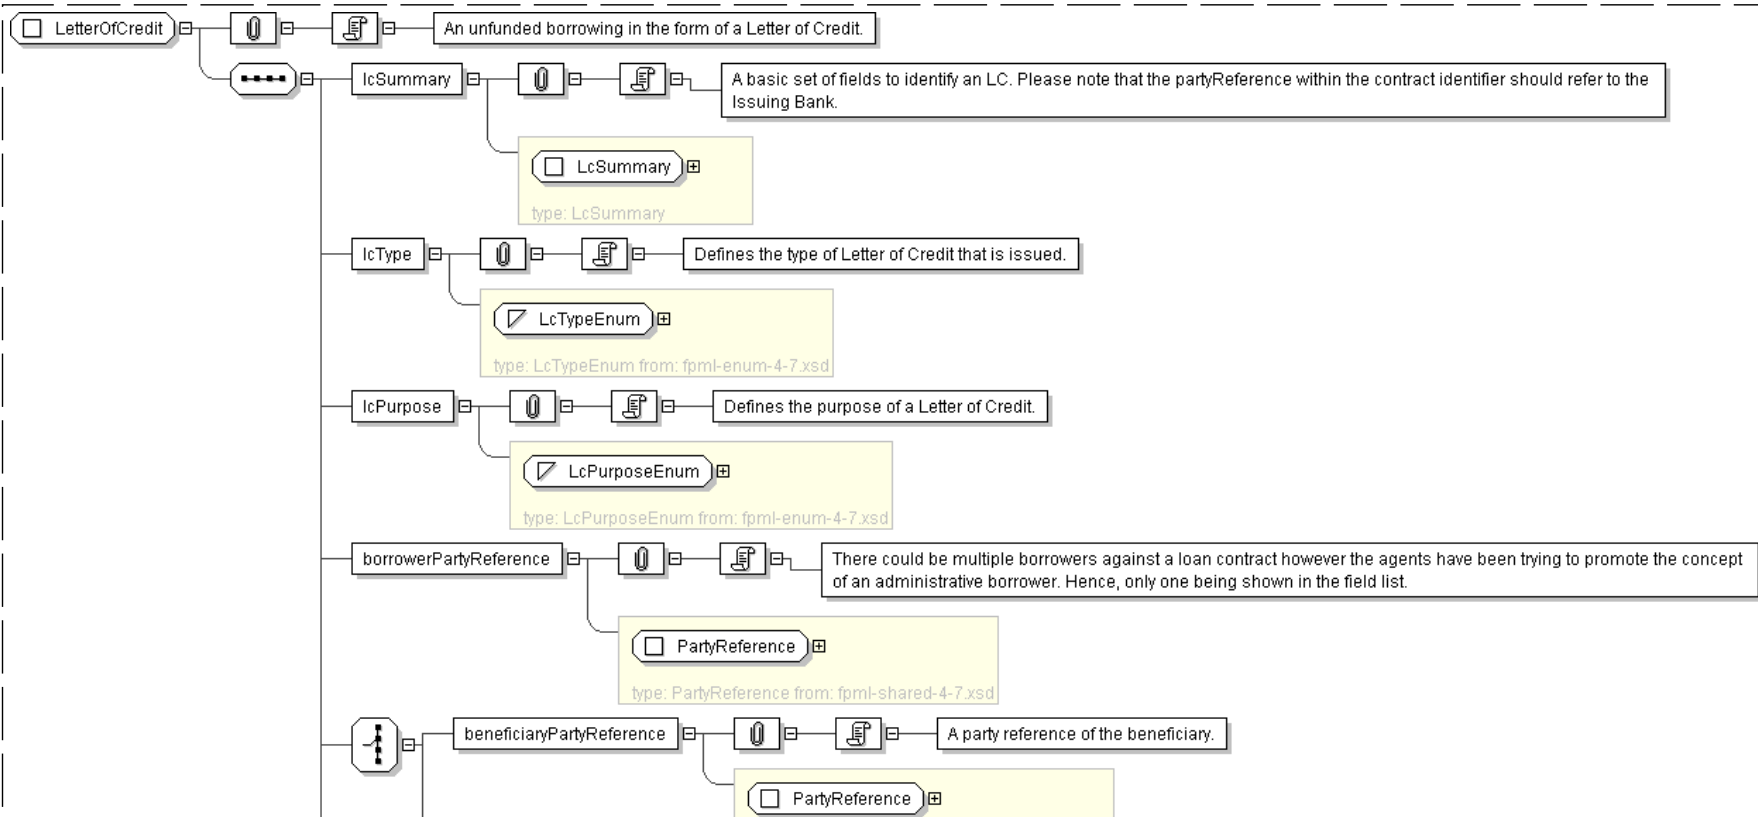 LetterOfCredit
An unfunded borrowing in the form of a Letter of Credit.
lcSummary
A basic set of fields to identify an LC. Please note that the partyReference within the contract identifier should refer to the
Issuing Bank.
LcSummary
type: LcSummary
lcType
Defines the type of Letter of Credit that is issued.
LcTypeEnum
type: LcTypeEnum from: fpml-enum-4-7.xsd
lcPurpose
Defines the purpose of a Letter of Credit.
LcPurposeEnum
type: LcPurposeEnum from: fpml-enum-4-7.xsd
borrowerPartyReference
There could be multiple borrowers against a loan contract however the agents have been trying to promote the concept
of an administrative borrower. Hence, only one being shown in the field list.
PartyReference
type: PartyReference from: fpml-shared-4-7.xsd
beneficiaryPartyReference
A party reference of the beneficiary.
PartyReference